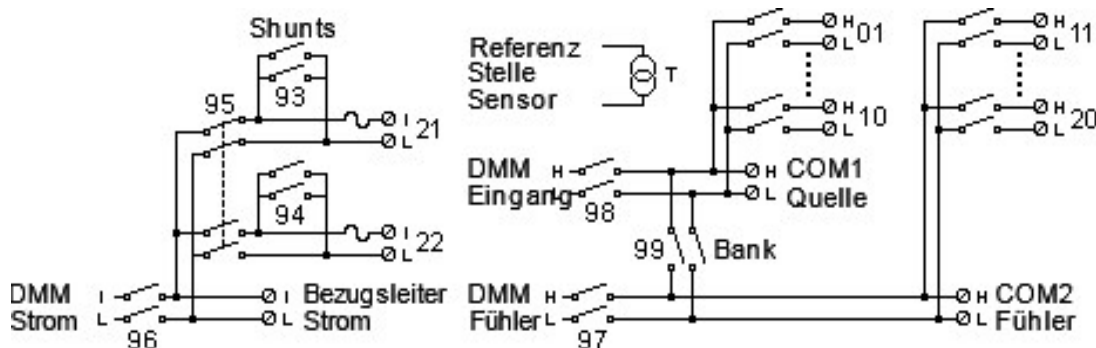 Shunts
93
95
I 21
L
94
I 22
L
DMM I
Strom L
96
I Bezugsleiter
L Strom
Referenz
Stelle
Sensor
T
H 01
L
H 10
L
H 11
L
H 20
L
DMM H
Eingang L
98
H COM1
L Quelle
99 Bank
DMM H
Fühler L
97
H COM2
L Fühler